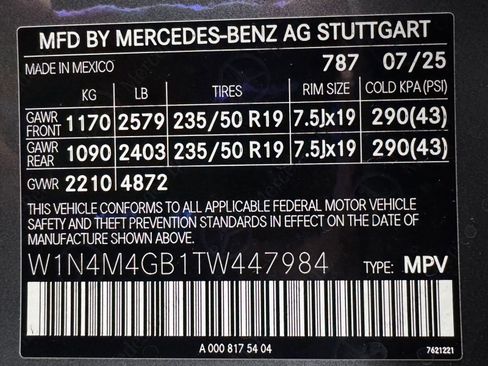 MFD BY MERCEDES-BENZ AG STUTTGART
MADE IN MEXICO 787 07/25
KG LB TIRES RIM SIZE COLD KPA (PSI)
GAWR FRONT 1170 2579 235/50 R19 7.5Jx19 290(43)
GAWR REAR 1090 2403 235/50 R19 7.5Jx19 290(43)
GVWR 2210 4872
THIS VEHICLE CONFORMS TO ALL APPLICABLE FEDERAL MOTOR VEHICLE
SAFETY AND THEFT PREVENTION STANDARDS IN EFFECT ON THE DATE OF
MANUFACTURE SHOWN ABOVE.
W1N4M4GB1TW447984 TYPE: MPV
A 000 817 54 04 7621221